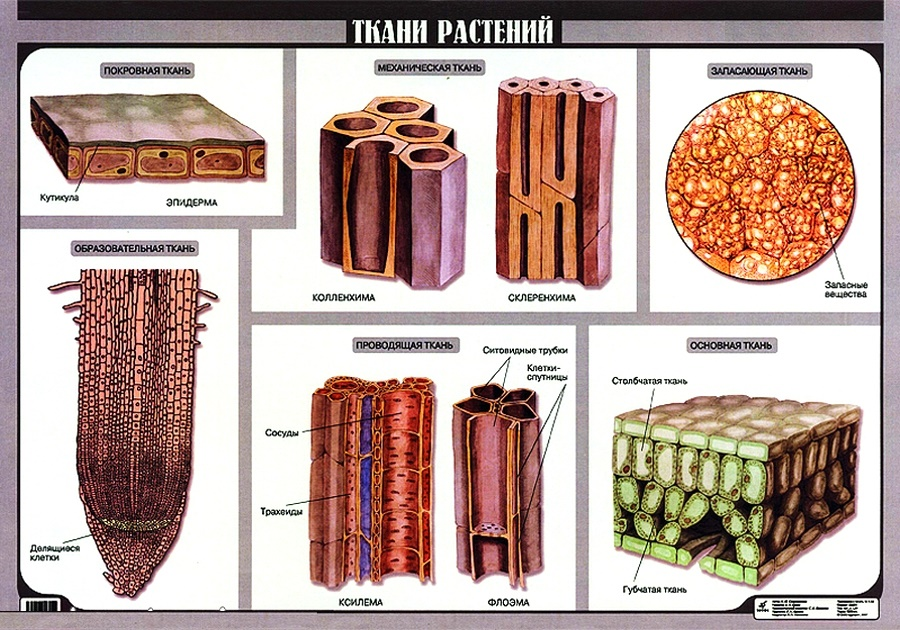 ТКАНИ РАСТЕНИЙ
ПОКРОВНАЯ ТКАНЬ
Кутикула
ЭПИДЕРМА
МЕХАНИЧЕСКАЯ ТКАНЬ
КОЛЛЕНХИМА
СКЛЕРЕНХИМА
ЗАПАСАЮЩАЯ ТКАНЬ
Запасные
вещества
ОБРАЗОВАТЕЛЬНАЯ ТКАНЬ
Делящиеся
клетки
ПРОВОДЯЩАЯ ТКАНЬ
Ситовидные трубки
Клетки-
спутницы
Сосуды
Трахеиды
КСИЛЕМА
ФЛОЭМА
ОСНОВНАЯ ТКАНЬ
Столбчатая ткань
Губчатая ткань